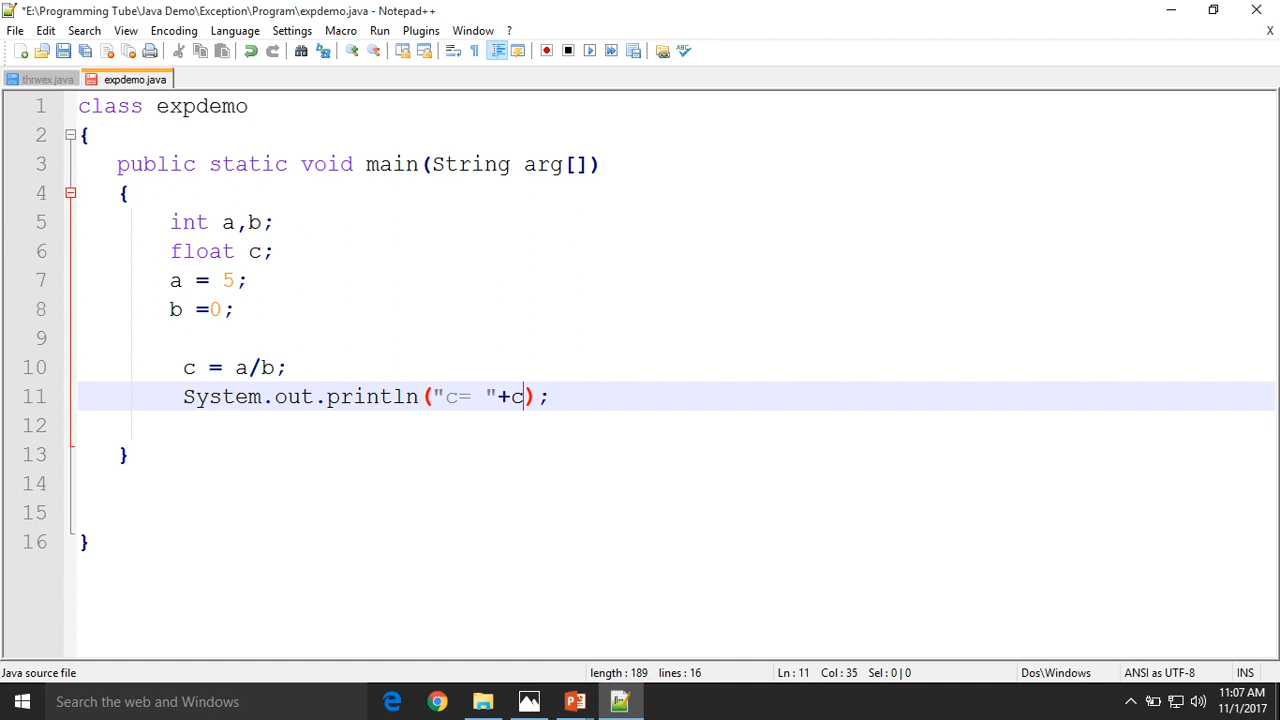 *E:\Programming Tube\Java Demo\Exception\Program\expdemo.java - Notepad++
File Edit Search View Encoding Language Settings Macro Run Plugins Window ? X
thrwex.java expdemo.java
1 class expdemo
2 {
3 public static void main(String arg[])
4 {
5 int a,b;
6 float c;
7 a = 5;
8 b =0;
9
10 c = a/b;
11 System.out.println("c= "+c);
12
13 }
14
15
16 }
Java source file length : 189 lines : 16 Ln : 11 Col : 35 Sel : 0 | 0 Dos\Windows ANSI as UTF-8 INS
Search the web and Windows 11:07 AM
11/1/2017